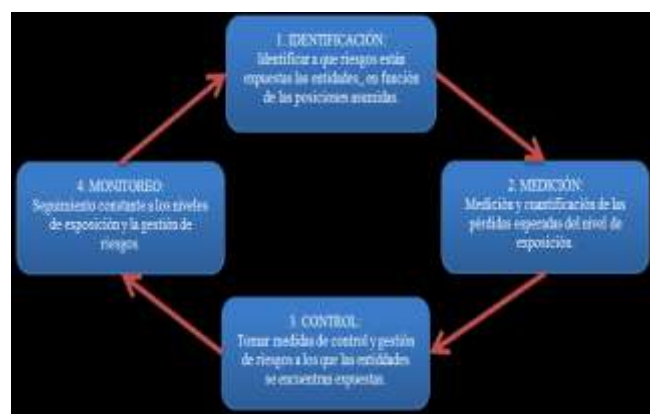 1. IDENTIFICACIÓN:
Identificar a que riesgos están
expuestas las entidades, en función
de las posiciones asumidas.
4. MONITOREO:
Seguimiento constante a los niveles
de exposición y la gestión de
riesgos.
2. MEDICIÓN:
Medición y cuantificación de las
pérdidas esperadas del nivel de
exposición.
3. CONTROL:
Tomar medidas de control y gestión
de riesgos a los que las entidades
se encuentran expuestas.